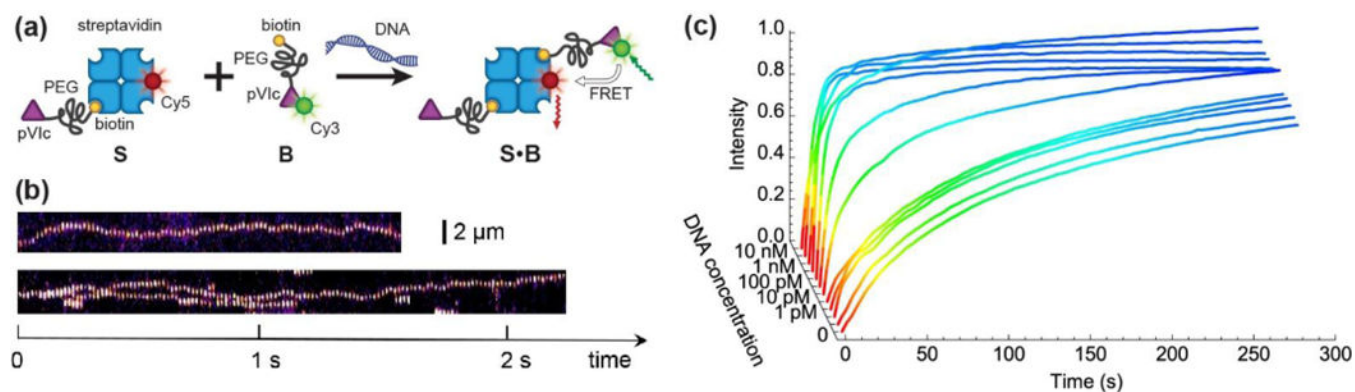 (a)
streptavidin
biotin
DNA
PEG
PEG
pVIc
Cy5
pVIc
biotin
Cy3
FRET
S
B
S•B
(b)
2 µm
0
1 s
2 s
time
(c)
1.0
0.8
0.6
0.4
0.2
0.0
Intensity
10 nM
1 nM
100 pM
10 pM
1 pM
0
DNA concentration
0
50
100
150
200
250
300
Time (s)